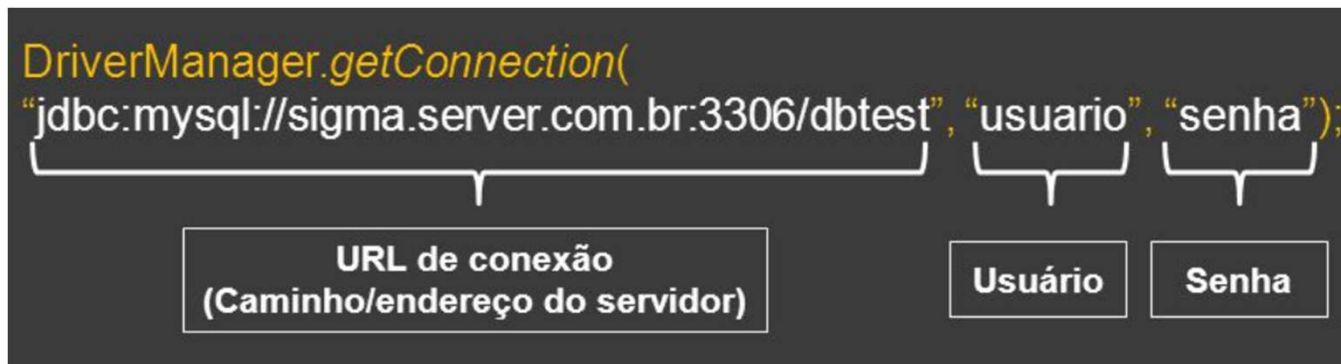 DriverManager.getConnection(
“jdbc:mysql://sigma.server.com.br:3306/dbtest”, “usuario”, “senha”);
URL de conexão
(Caminho/endereço do servidor)
Usuário
Senha